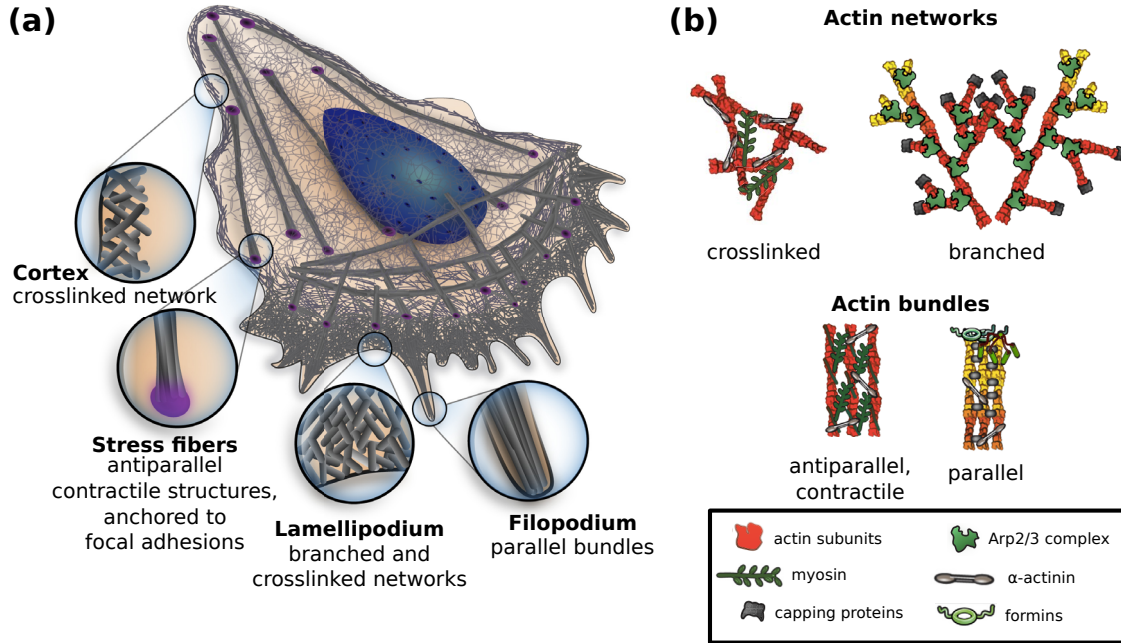 (a)
Cortex
crosslinked network
Stress fibers
antiparallel
contractile structures,
anchored to
focal adhesions
Lamellipodium
branched and
crosslinked networks
Filopodium
parallel bundles
(b)
Actin networks
crosslinked
branched
Actin bundles
antiparallel,
contractile
parallel
actin subunits
Arp2/3 complex
myosin
α-actinin
capping proteins
formins